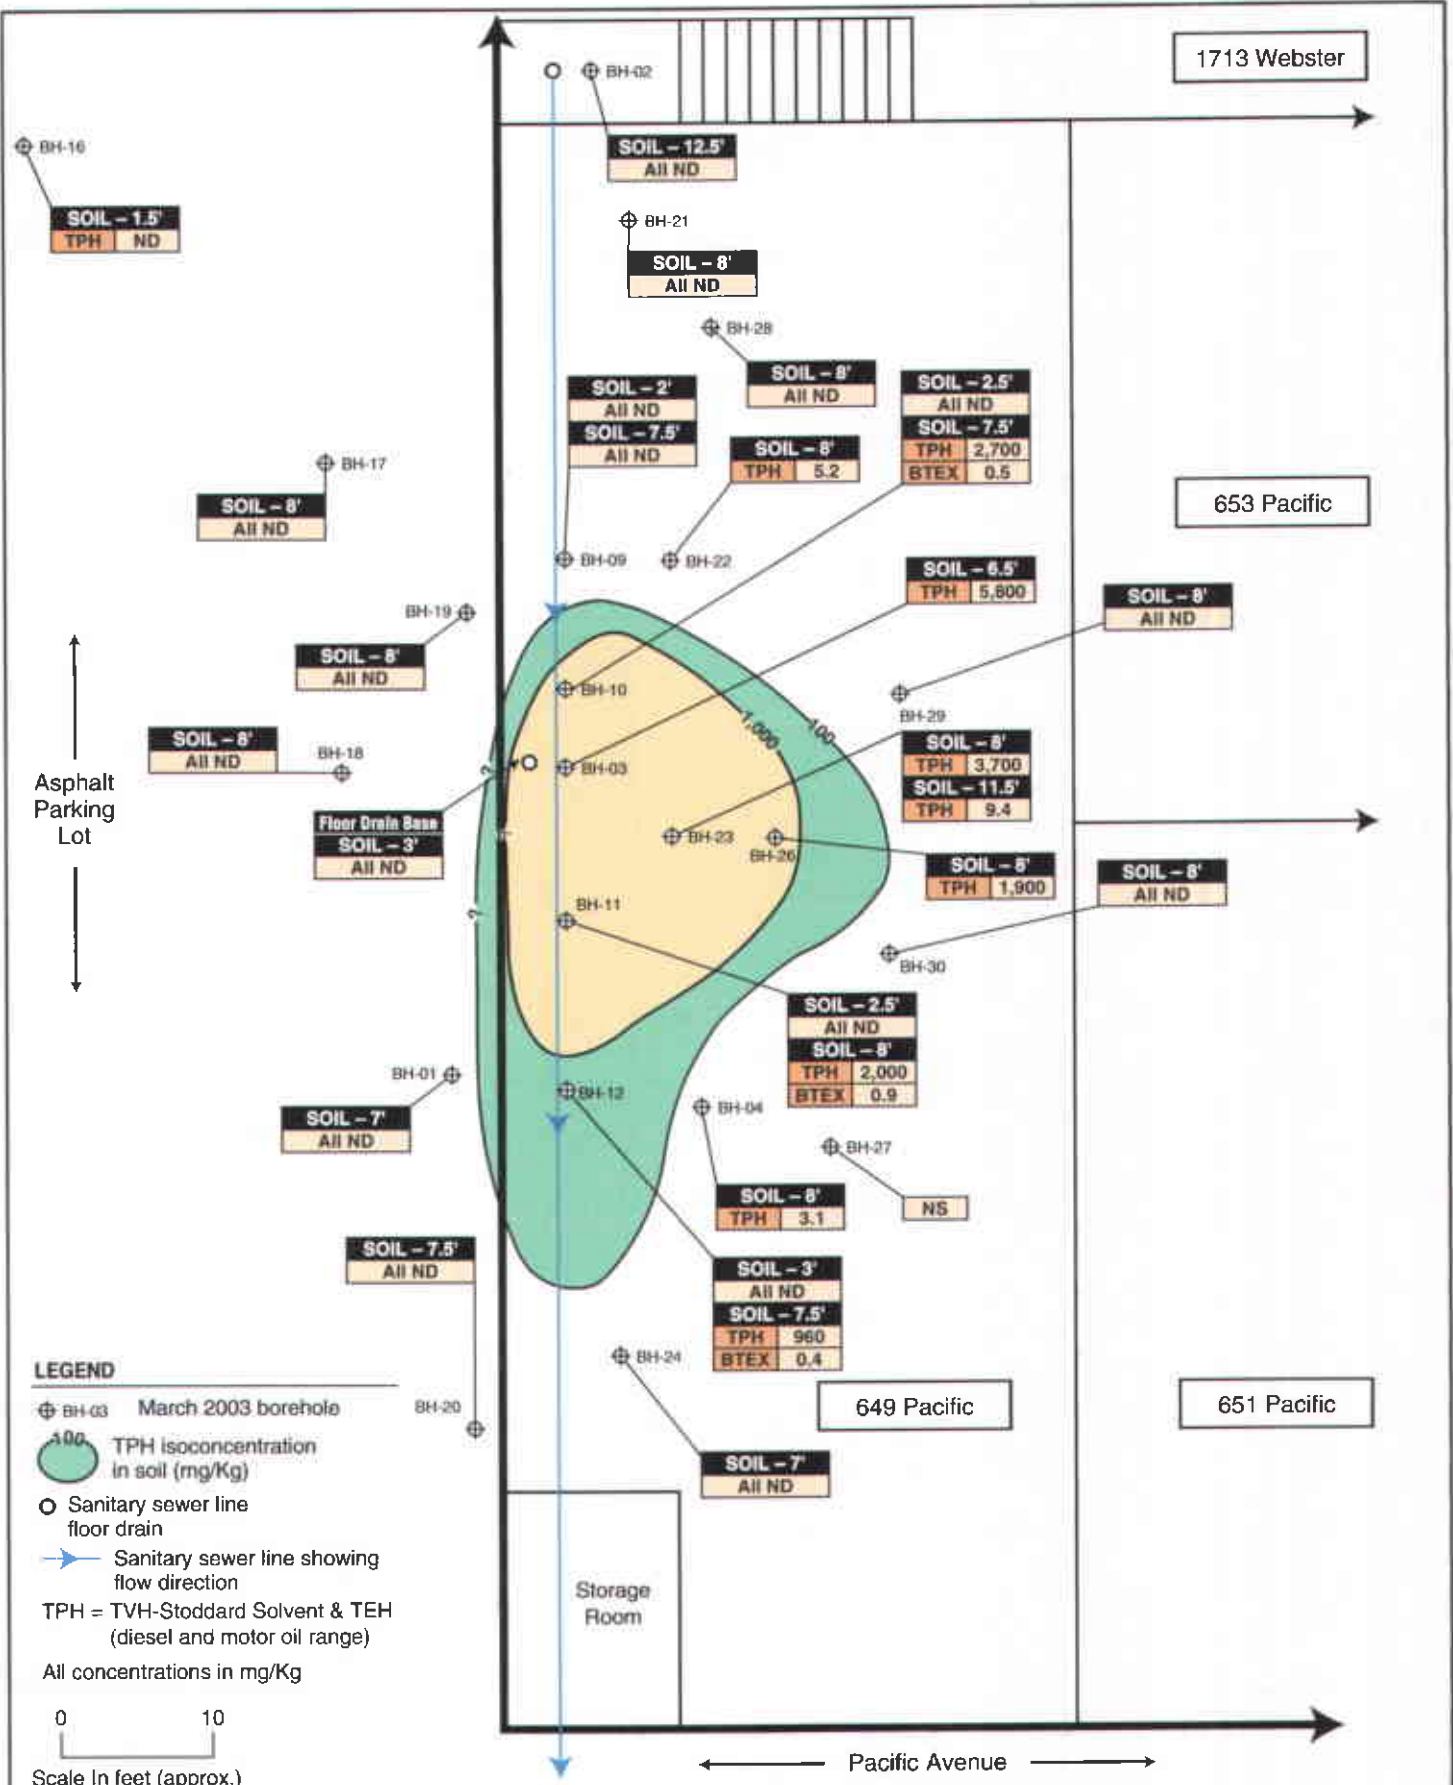 1713 Webster
BH-02
SOIL – 12.5'
All ND
BH-16
SOIL – 1.5'
TPH ND
BH-21
SOIL – 8'
All ND
BH-28
SOIL – 8'
All ND
SOIL – 2'
All ND
SOIL – 7.5'
All ND
SOIL – 2.5'
All ND
SOIL – 7.5'
TPH 2,700
BTEX 0.5
SOIL – 8'
TPH 5.2
BH-17
SOIL – 8'
All ND
653 Pacific
BH-09
BH-22
SOIL – 6.5'
TPH 5,800
SOIL – 8'
All ND
BH-19
SOIL – 8'
All ND
BH-10
BH-29
1,000
100
SOIL – 8'
All ND
BH-18
?
BH-03
SOIL – 8'
TPH 3,700
SOIL – 11.5'
TPH 9.4
Asphalt
Parking
Lot
Floor Drain Base
SOIL – 3'
All ND
BH-23
BH-26
SOIL – 8'
TPH 1,900
SOIL – 8'
All ND
?
BH-11
BH-30
SOIL – 2.5'
All ND
SOIL – 8'
TPH 2,000
BTEX 0.9
BH-01
SOIL – 7'
All ND
BH-12
BH-04
BH-27
SOIL – 8'
TPH 3.1
NS
SOIL – 7.5'
All ND
SOIL – 3'
All ND
SOIL – 7.5'
TPH 960
BTEX 0.4
BH-24
649 Pacific
651 Pacific
BH-20
SOIL – 7'
All ND
LEGEND
BH-03 March 2003 borehole
100
TPH isoconcentration
in soil (mg/Kg)
Sanitary sewer line
floor drain
Sanitary sewer line showing
flow direction
TPH = TVH-Stoddard Solvent & TEH
(diesel and motor oil range)
All concentrations in mg/Kg
0 10
Scale In feet (approx.)
Storage
Room
Pacific Avenue